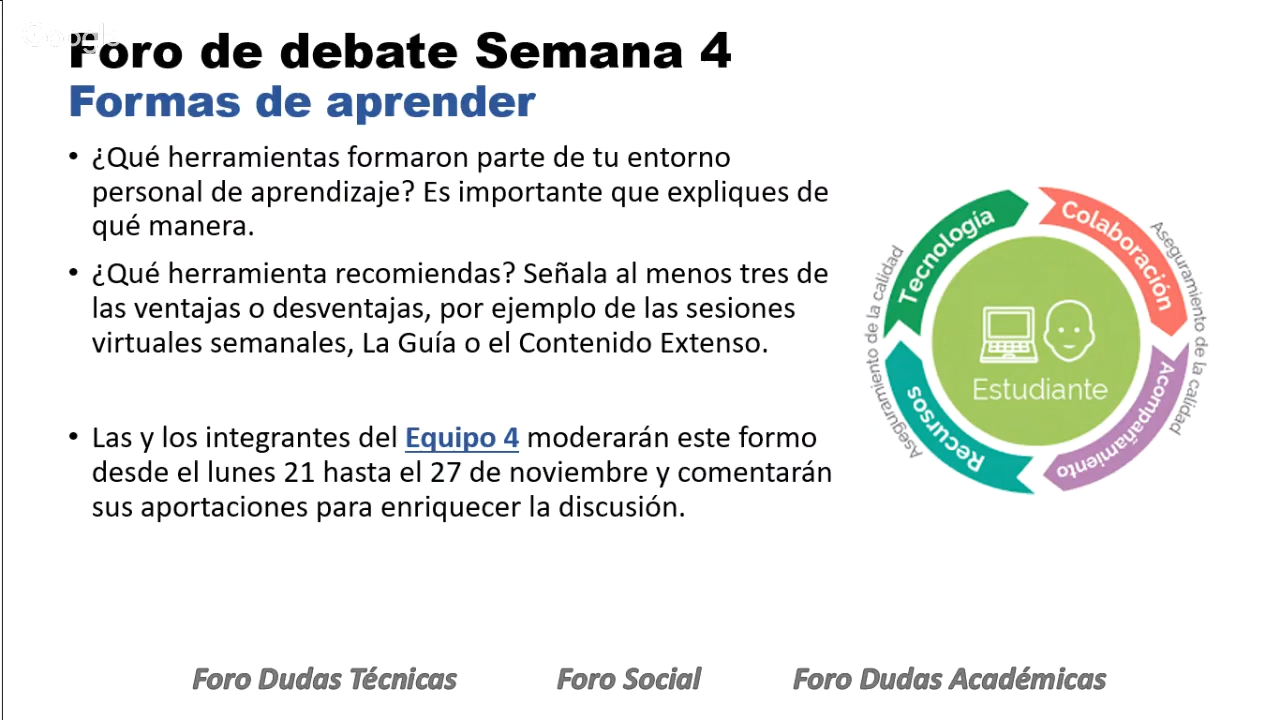 Google
Foro de debate Semana 4
Formas de aprender
• ¿Qué herramientas formaron parte de tu entorno
personal de aprendizaje? Es importante que expliques de
qué manera.
• ¿Qué herramienta recomiendas? Señala al menos tres de
las ventajas o desventajas, por ejemplo de las sesiones
virtuales semanales, La Guía o el Contenido Extenso.
• Las y los integrantes del Equipo 4 moderarán este formo
desde el lunes 21 hasta el 27 de noviembre y comentarán
sus aportaciones para enriquecer la discusión.
Tecnología
Colaboración
Acompañamiento
Recursos
Estudiante
Aseguramiento de la calidad
Aseguramiento de la calidad
Aseguramiento de la calidad
Foro Dudas Técnicas
Foro Social
Foro Dudas Académicas